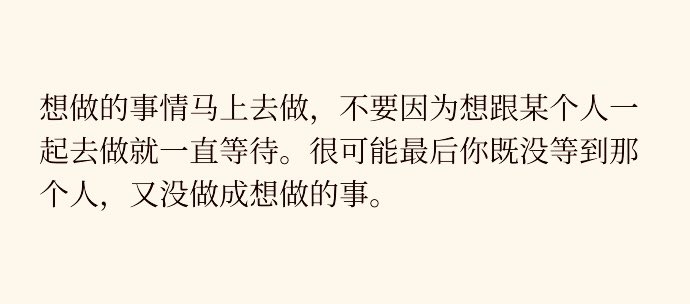 想做的事情马上去做，不要因为想跟某个人一
起去做就一直等待。很可能最后你既没等到那
个人，又没做成想做的事。